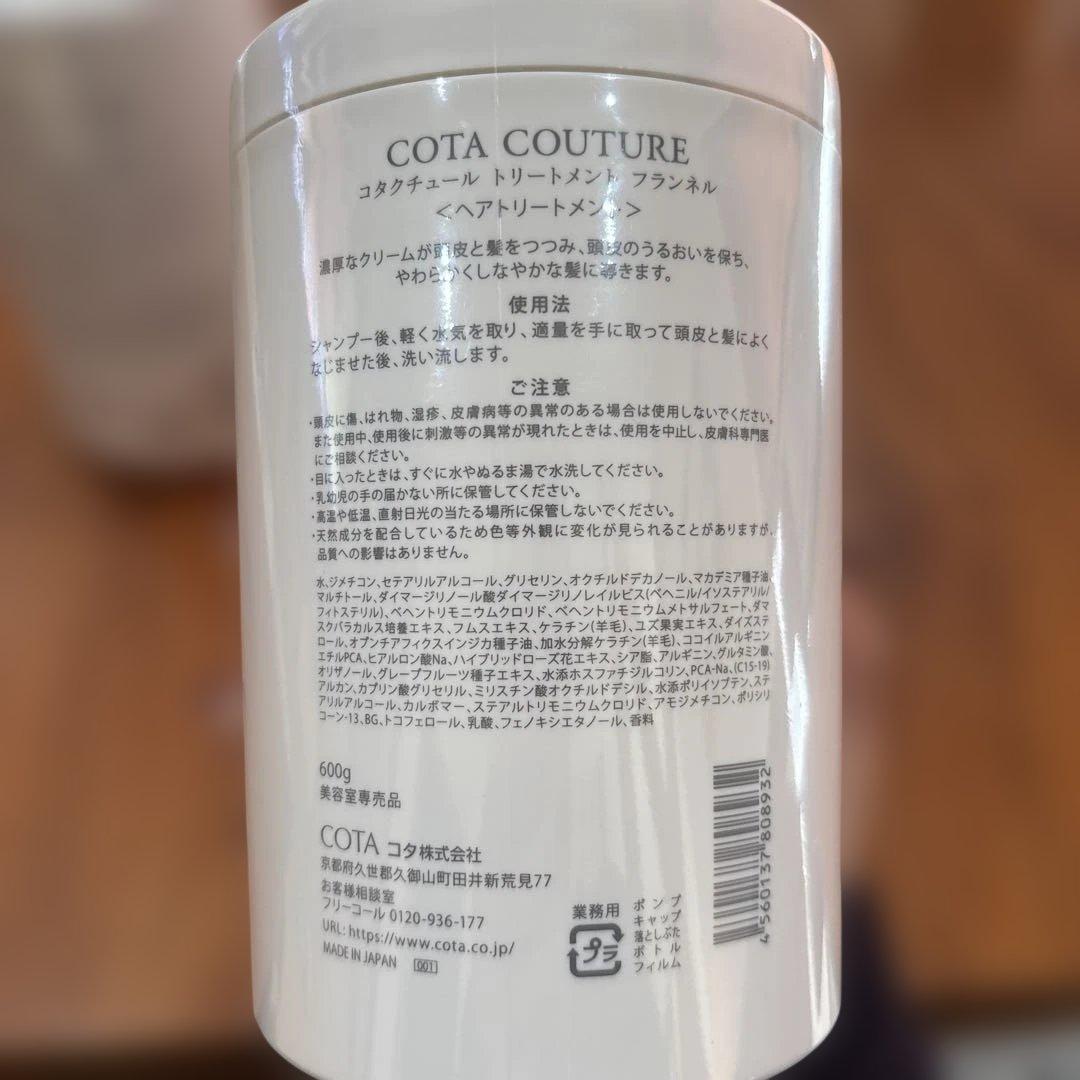 COTA COUTURE
コタクチュール トリートメント フランネル
＜ヘアトリートメント＞
濃厚なクリームが頭皮と髪をつつみ、頭皮のうるおいを保ち、
やわらかくしなやかな髪に導きます。
使用法
シャンプー後、軽く水気を取り、適量を手に取って頭皮と髪によく
なじませた後、洗い流します。
ご注意
・頭皮に傷、はれ物、湿疹、皮膚病等の異常のある場合は使用しないでください。
また使用中、使用後に刺激等の異常が現れたときは、使用を中止し、皮膚科専門医
にご相談ください。
・目に入ったときは、すぐに水やぬるま湯で水洗してください。
・乳幼児の手の届かない所に保管してください。
・高温や低温、直射日光の当たる場所に保管しないでください。
・天然成分を配合しているため色等外観に変化が見られることがありますが、
品質への影響はありません。
水、ジメチコン、セテアリルアルコール、グリセリン、オクチルドデカノール、マカデミア種子油、
マルチトール、ダイマージリノール酸ダイマージリノレイルビス(ベヘニル/イソステアリル/
フィトステリル)、ベヘントリモニウムクロリド、ベヘントリモニウムメトサルフェート、ダマ
スクバラカルス培養エキス、フムスエキス、ケラチン(羊毛)、ユズ果実エキス、ダイズステ
ロール、オプンチアフィクスインジカ種子油、加水分解ケラチン(羊毛)、ココイルアルギニン
エチルPCA、ヒアルロン酸Na、ハイブリッドローズ花エキス、シア脂、アルギニン、グルタミン酸、
オリザノール、グレープフルーツ種子エキス、水添ホスファチジルコリン、PCA-Na、(C15-19)
アルカン、カプリン酸グリセリル、ミリスチン酸オクチルドデシル、水添ポリイソブテン、ステ
アリルアルコール、カルボマー、ステアルトリモニウムクロリド、アモジメチコン、ポリシリ
コーン-13、BG、トコフェロール、乳酸、フェノキシエタノール、香料
600g
美容室専売品
COTA コタ株式会社
京都府久世郡久御山町田井新荒見77
お客様相談室
フリーコール 0120-936-177
URL: https://www.cota.co.jp/
MADE IN JAPAN 001
業務用
プラ
ポンプ
キャップ
落としぶた
ボトル
フィルム
4 560137 808932